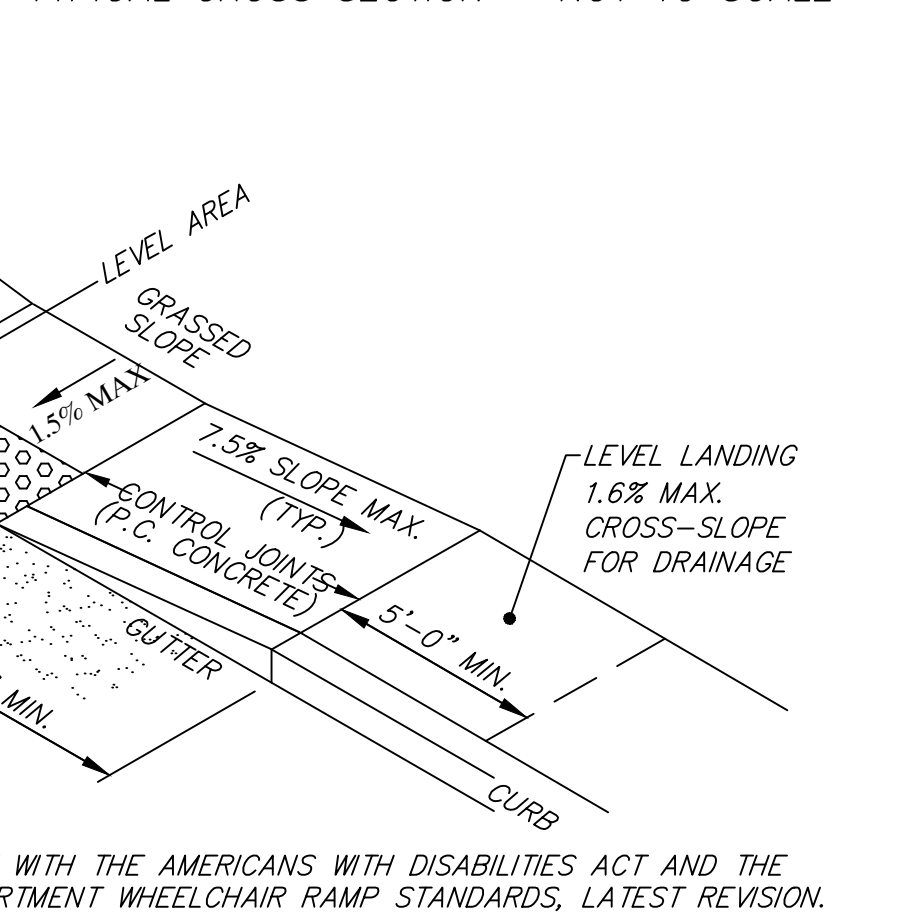 LEVEL AREA
GRASSED
SLOPE
1.5% MAX
7.5% SLOPE MAX.
(TYP.)
CONTROL JOINTS
(P.C. CONCRETE)
LEVEL LANDING
1.6% MAX.
CROSS-SLOPE
FOR DRAINAGE
5'-0" MIN.
GUTTER
MIN.
CURB
WITH THE AMERICANS WITH DISABILITIES ACT AND THE
RTMENT WHEELCHAIR RAMP STANDARDS, LATEST REVISION.